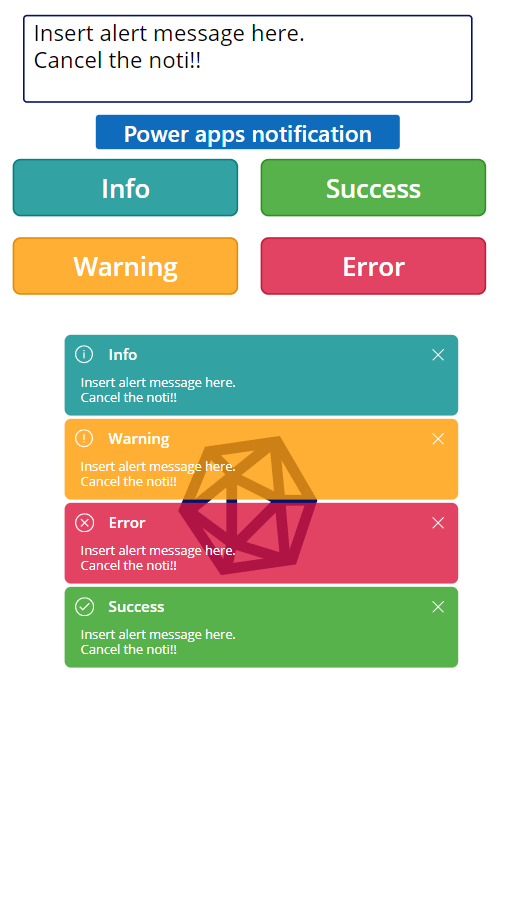 Insert alert message here.
Cancel the noti!!
Power apps notification
Info
Success
Warning
Error
Info
Insert alert message here.
Cancel the noti!!
Warning
Insert alert message here.
Cancel the noti!!
Error
Insert alert message here.
Cancel the noti!!
Success
Insert alert message here.
Cancel the noti!!